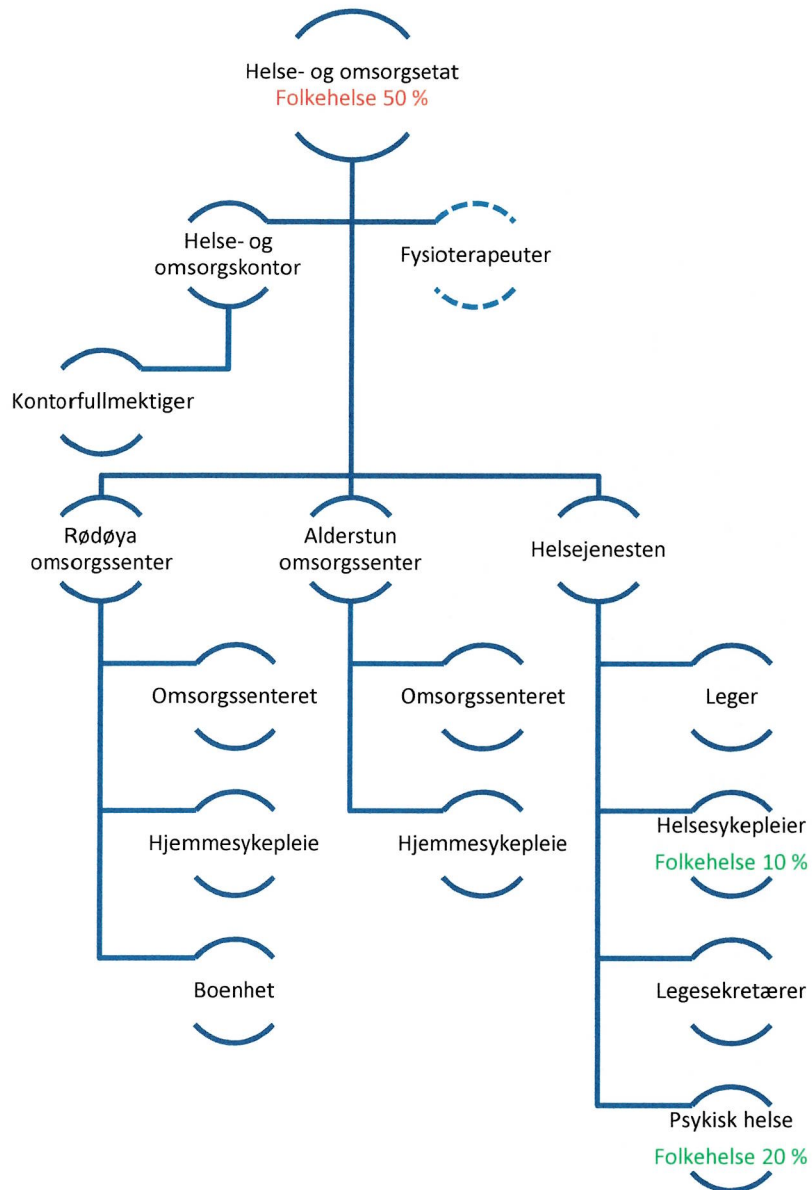 Helse- og omsorgsetat
Folkehelse 50 %
Helse- og
omsorgskontor
Fysioterapeuter
Kontorfullmektiger
Rødøya
omsorgssenter
Alderstun
omsorgssenter
Helsejenesten
Omsorgssenteret
Omsorgssenteret
Leger
Hjemmesykepleie
Hjemmesykepleie
Helsesykepleier
Folkehelse 10 %
Boenhet
Legesekretærer
Psykisk helse
Folkehelse 20 %